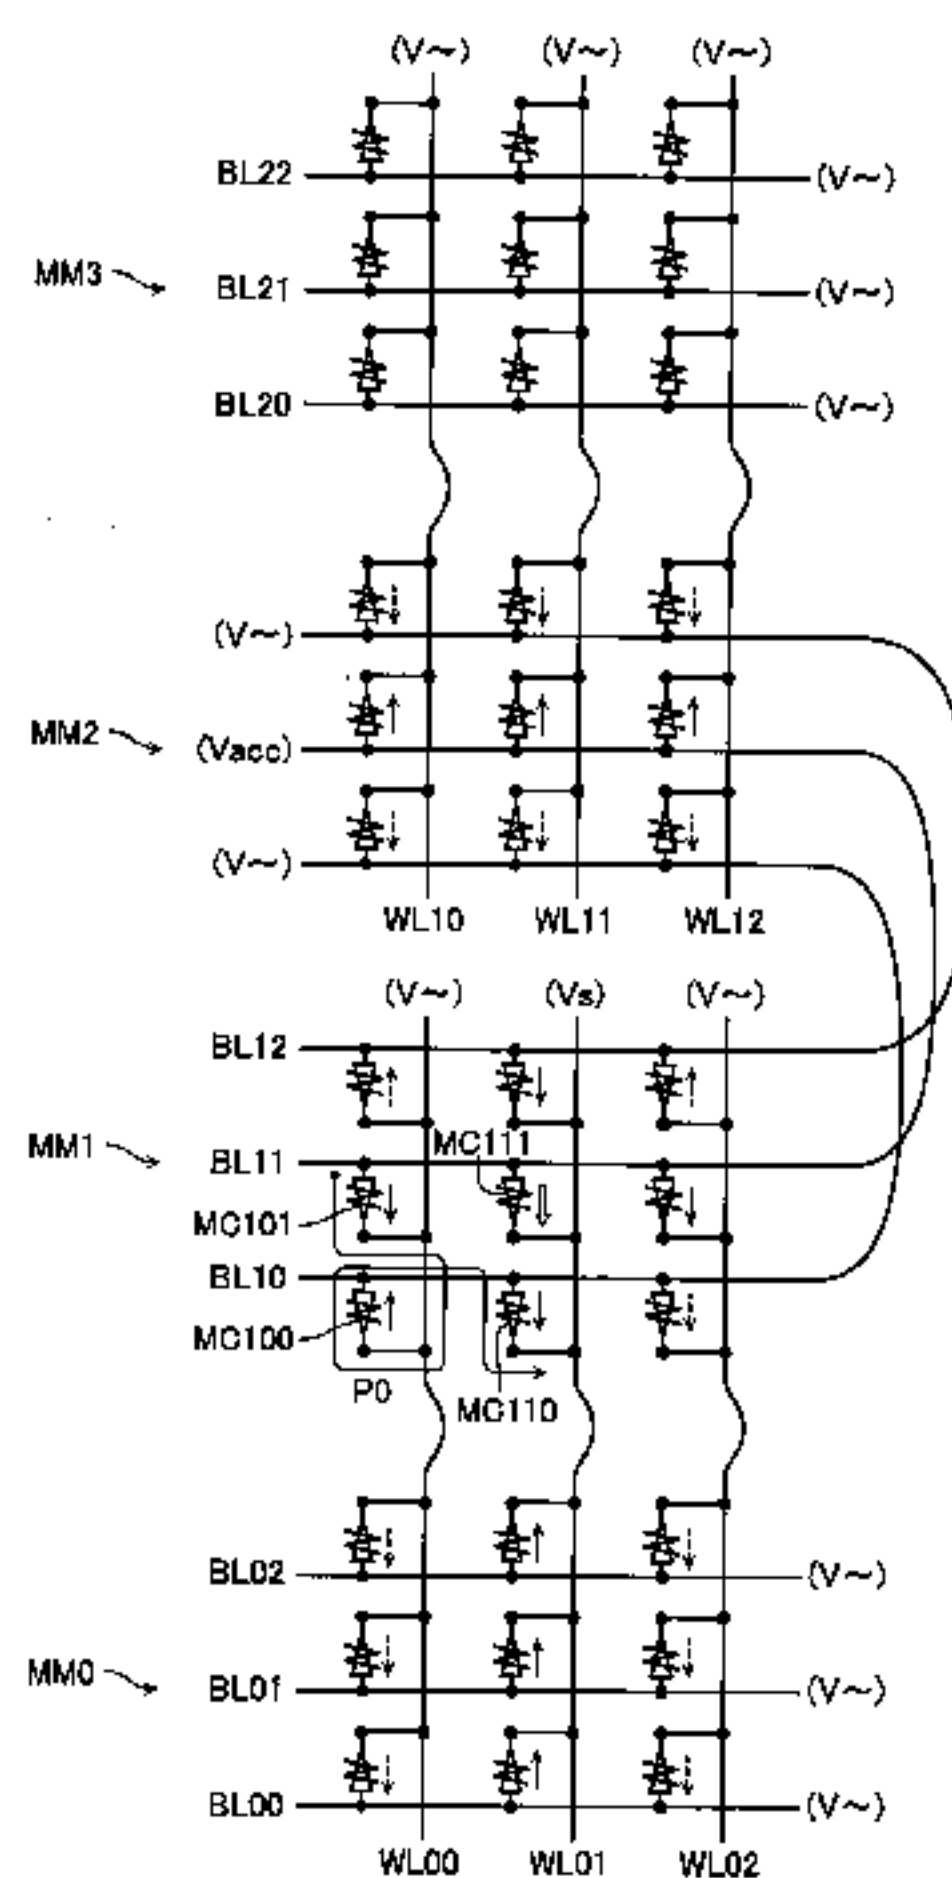 (V~) (V~) (V~)
BL22 (V~)
MM3 BL21 (V~)
BL20 (V~)
(V~)
MM2 (Vacc)
(V~)
WL10 WL11 WL12
(V~) (Vs) (V~)
BL12
MM1 BL11 MC111
MC101
BL10
MC100
P0 MC110
BL02 (V~)
MM0 BL01 (V~)
BL00 (V~)
WL00 WL01 WL02